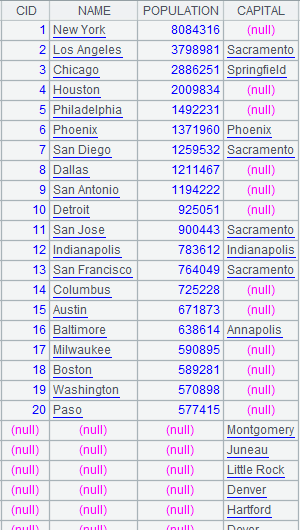 CID NAME POPULATION CAPITAL
1 New York 8084316 (null)
2 Los Angeles 3798981 Sacramento
3 Chicago 2886251 Springfield
4 Houston 2009834 (null)
5 Philadelphia 1492231 (null)
6 Phoenix 1371960 Phoenix
7 San Diego 1259532 Sacramento
8 Dallas 1211467 (null)
9 San Antonio 1194222 (null)
10 Detroit 925051 (null)
11 San Jose 900443 Sacramento
12 Indianapolis 783612 Indianapolis
13 San Francisco 764049 Sacramento
14 Columbus 725228 (null)
15 Austin 671873 (null)
16 Baltimore 638614 Annapolis
17 Milwaukee 590895 (null)
18 Boston 589281 (null)
19 Washington 570898 (null)
20 Paso 577415 (null)
(null) (null) (null) Montgomery
(null) (null) (null) Juneau
(null) (null) (null) Little Rock
(null) (null) (null) Denver
(null) (null) (null) Hartford
(null) (null) (null) Dover